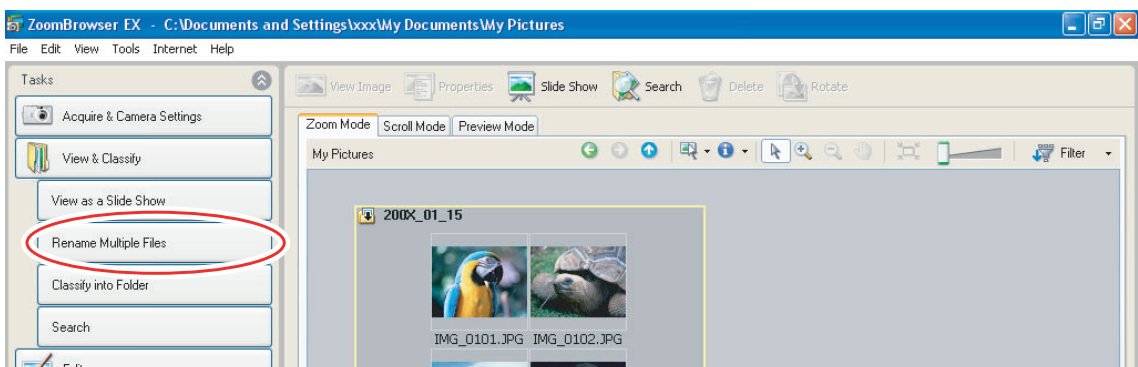 ZoomBrowser EX - C:\Documents and Settings\xxx\My Documents\My Pictures
File Edit View Tools Internet Help
Tasks
View Image Properties Slide Show Search Delete Rotate
Acquire & Camera Settings
Zoom Mode Scroll Mode Preview Mode
View & Classify
My Pictures
Filter
View as a Slide Show
200X_01_15
Rename Multiple Files
Classify into Folder
Search
IMG_0101.JPG IMG_0102.JPG